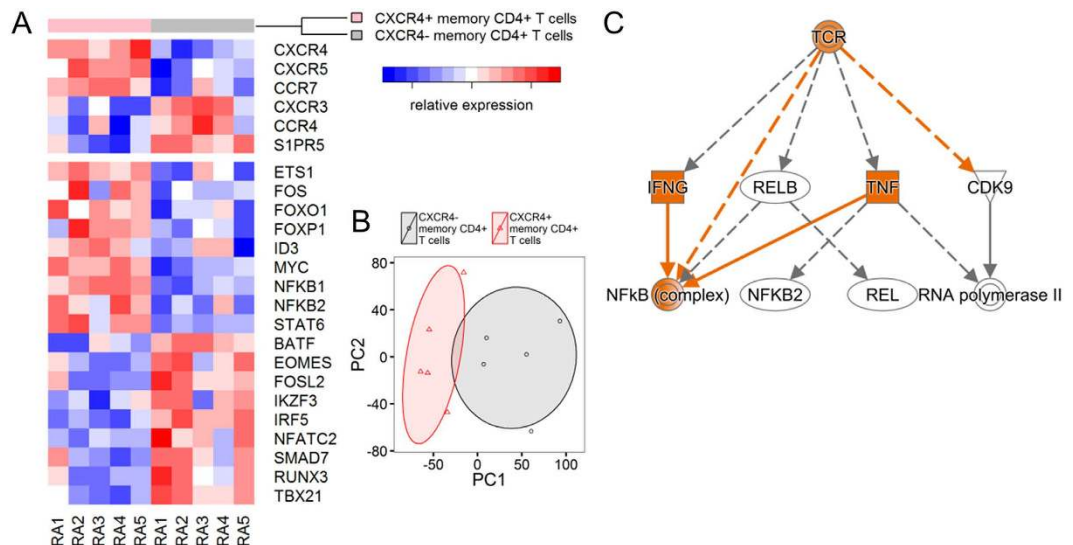 A
CXCR4+ memory CD4+ T cells
CXCR4- memory CD4+ T cells
relative expression
CXCR4
CXCR5
CCR7
CXCR3
CCR4
S1PR5
ETS1
FOS
FOXO1
FOXP1
ID3
MYC
NFKB1
NFKB2
STAT6
BATF
EOMES
FOSL2
IKZF3
IRF5
NFATC2
SMAD7
RUNX3
TBX21
RA1
RA2
RA3
RA4
RA5
RA1
RA2
RA3
RA4
RA5
B
CXCR4-
memory CD4+
T cells
CXCR4+
memory CD4+
T cells
PC2
80
40
0
-40
-80
-50
0
50
100
PC1
C
TCR
IFNG
RELB
TNF
CDK9
NFkB (complex)
NFKB2
REL
RNA polymerase II